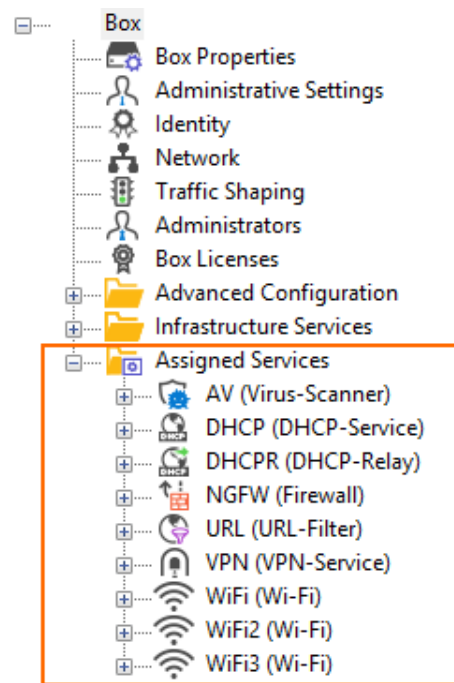 Box
Box Properties
Administrative Settings
Identity
Network
Traffic Shaping
Administrators
Box Licenses
Advanced Configuration
Infrastructure Services
Assigned Services
AV (Virus-Scanner)
DHCP (DHCP-Service)
DHCPR (DHCP-Relay)
NGFW (Firewall)
URL (URL-Filter)
VPN (VPN-Service)
WiFi (Wi-Fi)
WiFi2 (Wi-Fi)
WiFi3 (Wi-Fi)